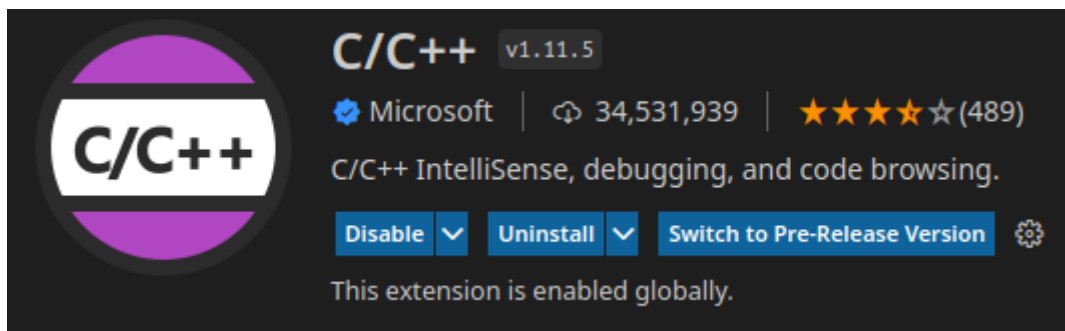 C/C++
C/C++ v1.11.5
Microsoft 34,531,939 (489)
C/C++ IntelliSense, debugging, and code browsing.
Disable Uninstall Switch to Pre-Release Version
This extension is enabled globally.